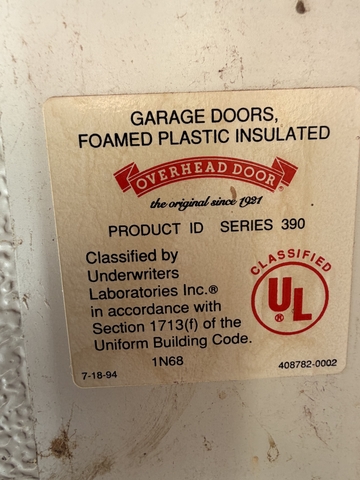 GARAGE DOORS,
FOAMED PLASTIC INSULATED
OVERHEAD DOOR®
the original since 1921
PRODUCT ID SERIES 390
Classified by
Underwriters
Laboratories Inc.®
in accordance with
Section 1713(f) of the
Uniform Building Code.
1N68
7-18-94
CLASSIFIED
UL®
408782-0002